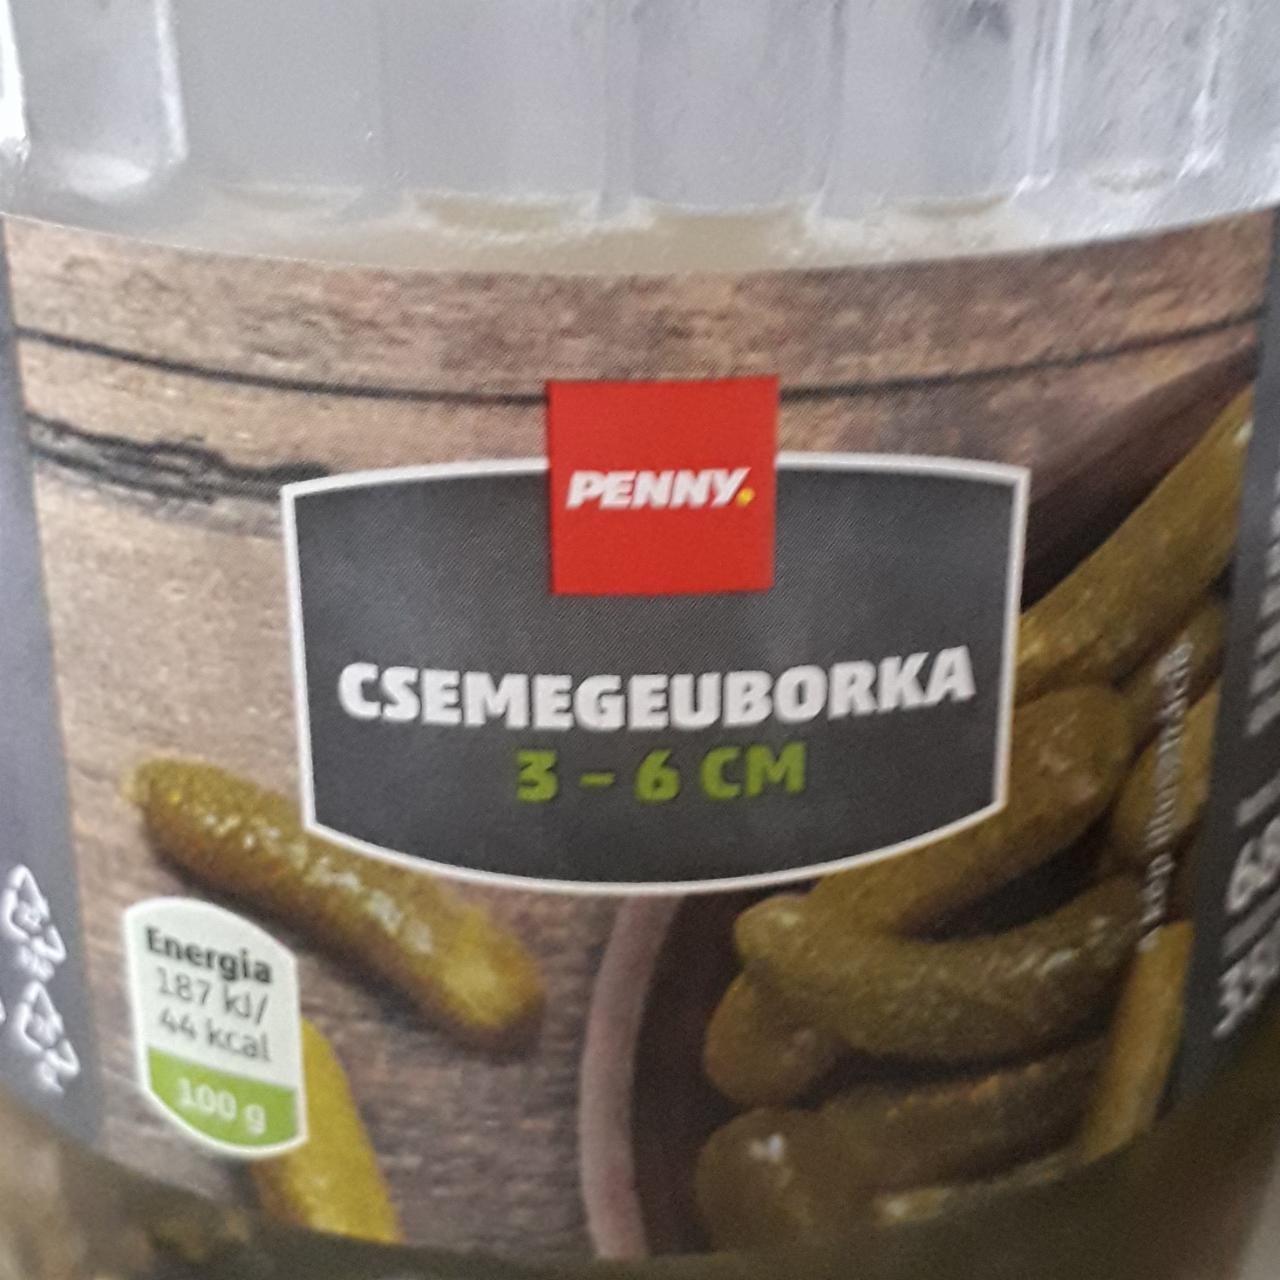 PENNY.
CSEMEGEUBORKA
3 – 6 CM
Energia
187 kJ/
44 kcal
100 g